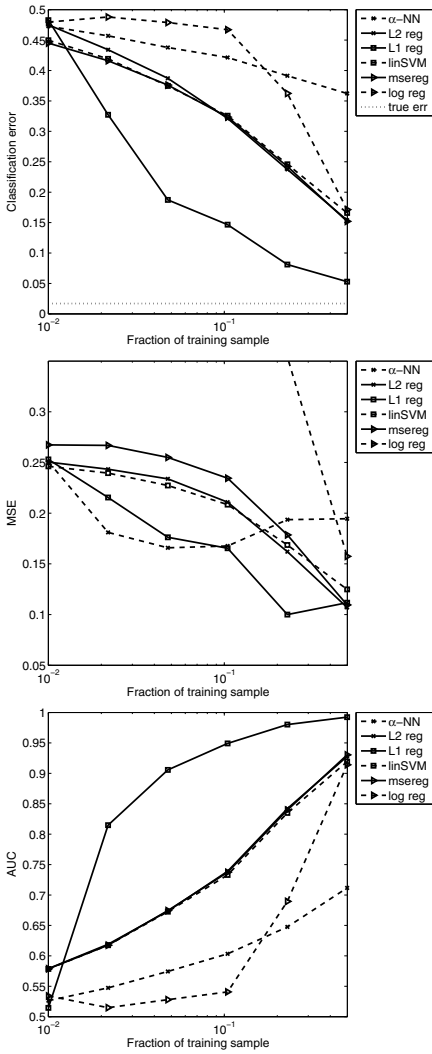 0.5
0.45
0.4
0.35
0.3
0.25
0.2
0.15
0.1
0.05
0
Classification error
10⁻²
10⁻¹
Fraction of training sample
α-NN
L2 reg
L1 reg
linSVM
msereg
log reg
true err
0.3
0.25
0.2
0.15
0.1
0.05
MSE
10⁻²
10⁻¹
Fraction of training sample
α-NN
L2 reg
L1 reg
linSVM
msereg
log reg
1
0.95
0.9
0.85
0.8
0.75
0.7
0.65
0.6
0.55
0.5
AUC
10⁻²
10⁻¹
Fraction of training sample
α-NN
L2 reg
L1 reg
linSVM
msereg
log reg